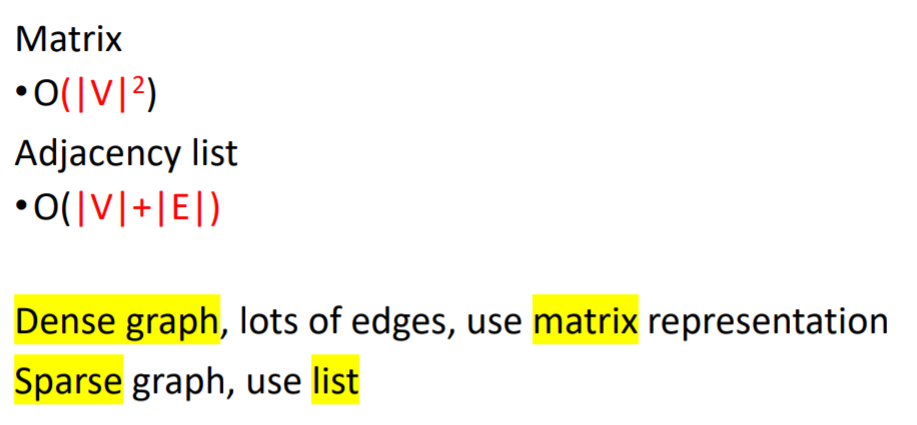 Matrix
•O(|V|²)
Adjacency list
•O(|V|+|E|)
Dense graph, lots of edges, use matrix representation
Sparse graph, use list